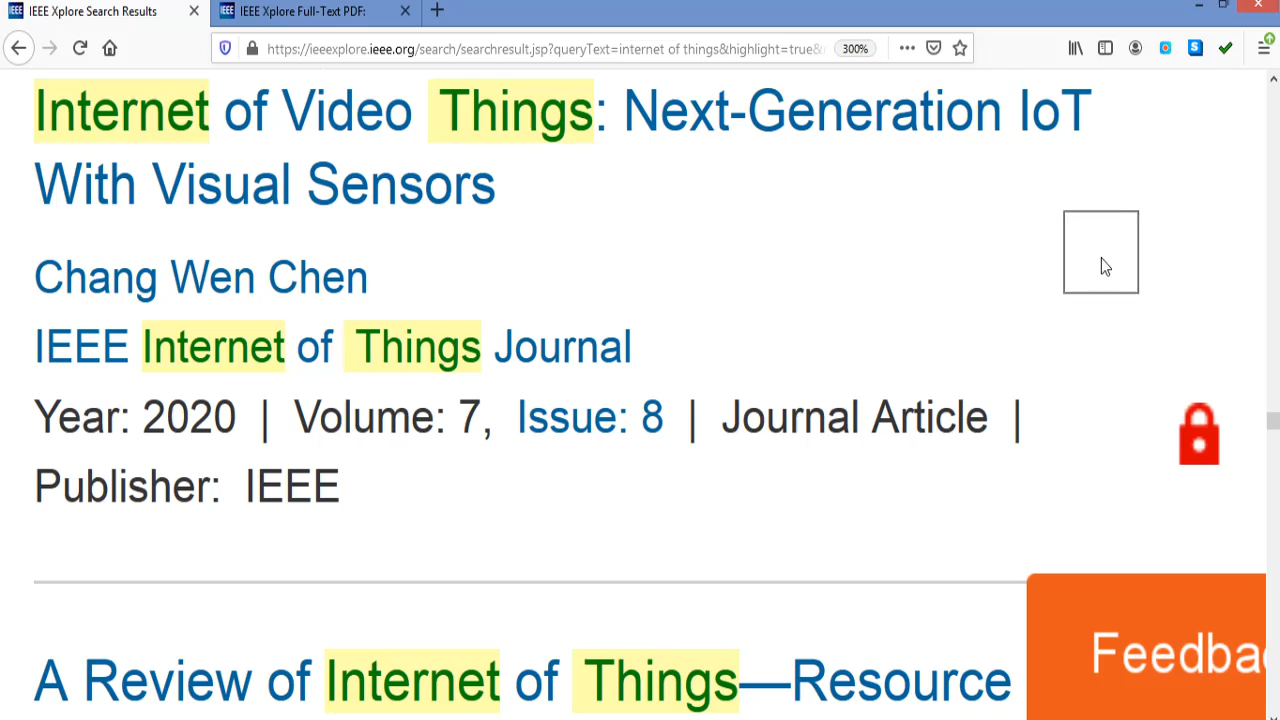 IEEE Xplore Search Results
IEEE Xplore Full-Text PDF:
https://ieeexplore.ieee.org/search/searchresult.jsp?queryText=internet of things&highlight=true&
300%
Internet of Video Things: Next-Generation IoT
With Visual Sensors
Chang Wen Chen
IEEE Internet of Things Journal
Year: 2020 | Volume: 7, Issue: 8 | Journal Article |
Publisher: IEEE
Feedba
A Review of Internet of Things—Resource